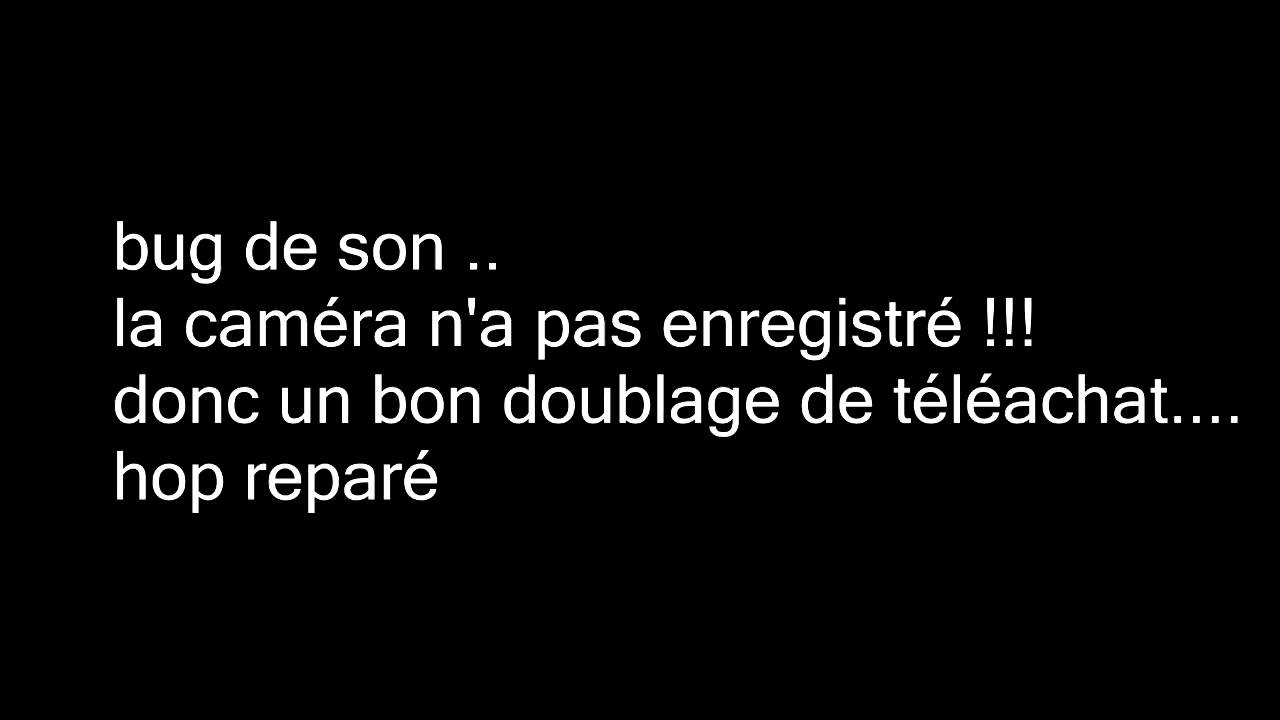 bug de son ..
la caméra n'a pas enregistré !!!
donc un bon doublage de téléachat....
hop reparé